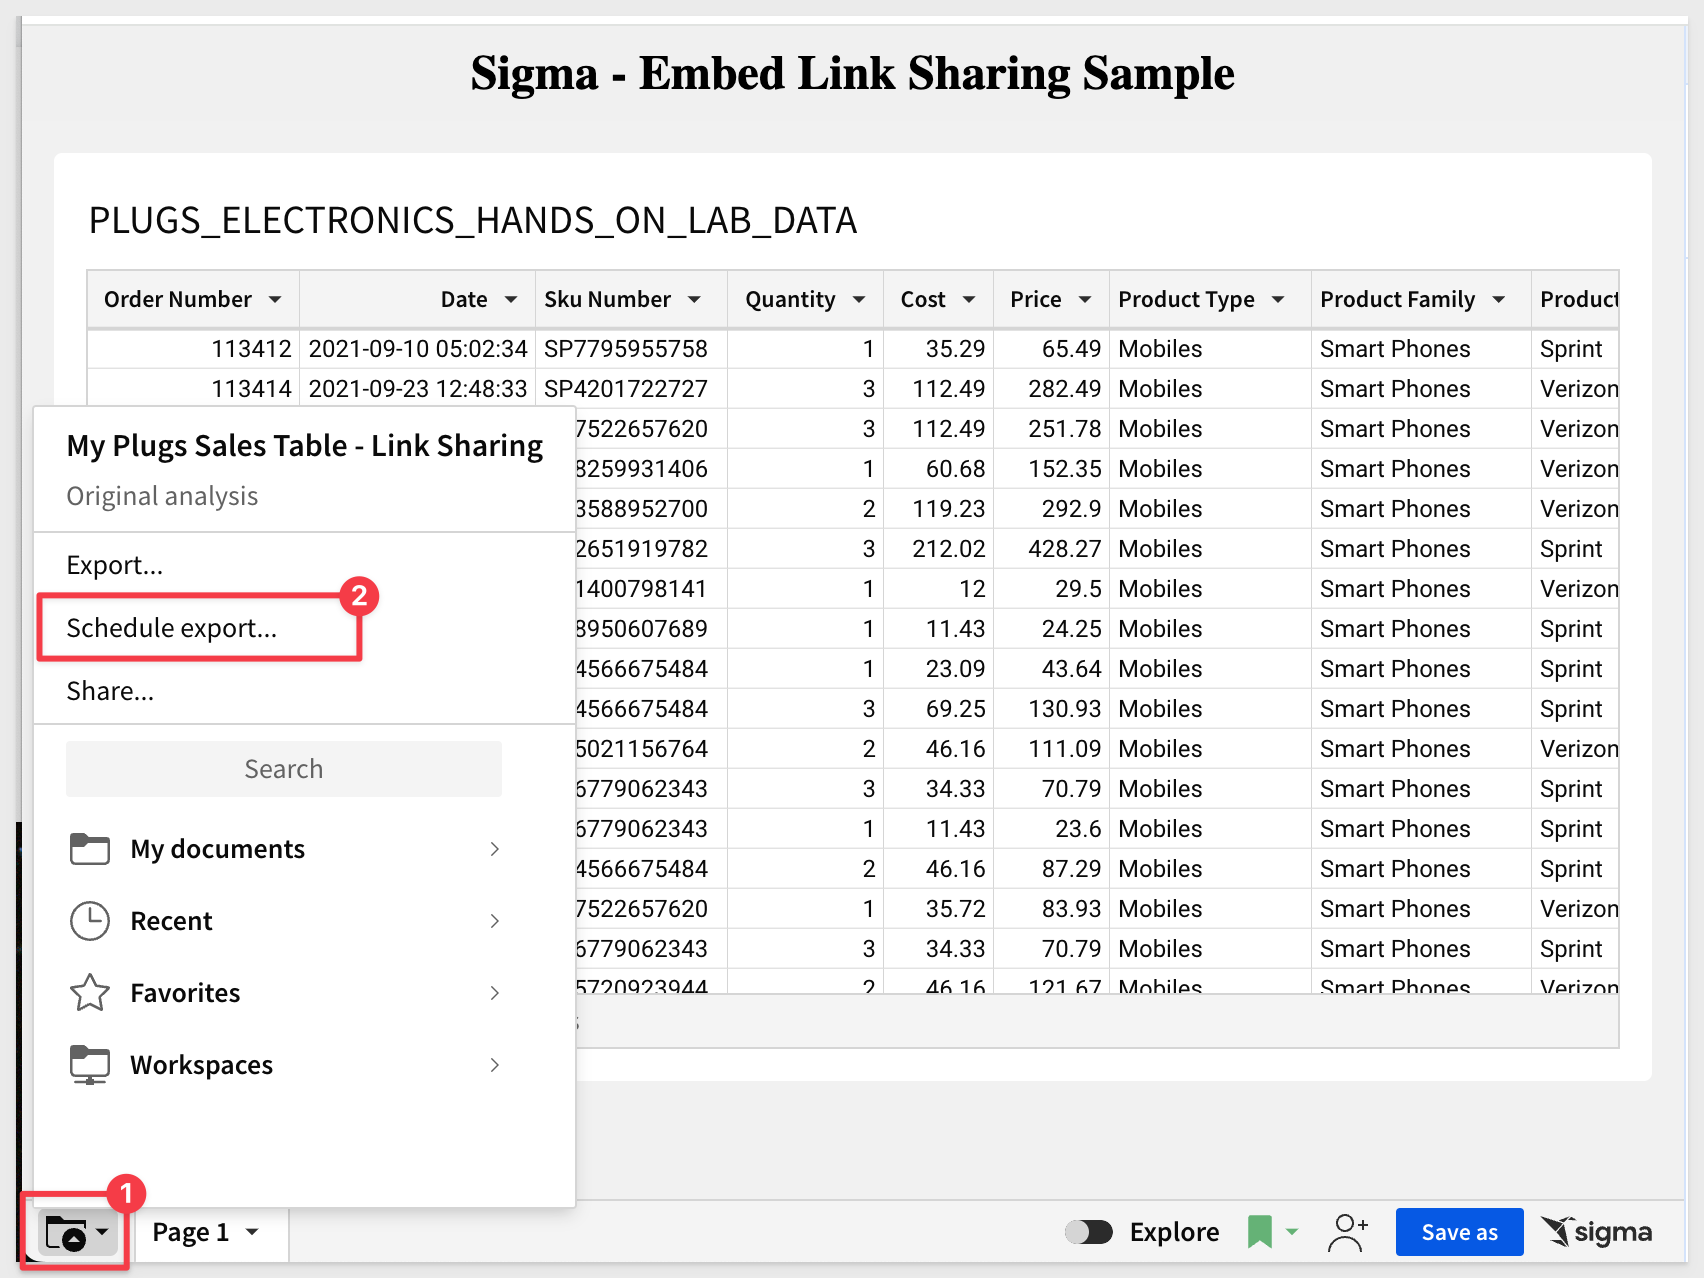 Sigma - Embed Link Sharing Sample
PLUGS_ELECTRONICS_HANDS_ON_LAB_DATA
Order Number Date Sku Number Quantity Cost Price Product Type Product Family Product
113412 2021-09-10 05:02:34 SP7795955758 1 35.29 65.49 Mobiles Smart Phones Sprint
113414 2021-09-23 12:48:33 SP4201722727 3 112.49 282.49 Mobiles Smart Phones Verizon
7522657620 3 112.49 251.78 Mobiles Smart Phones Verizon
8259931406 1 60.68 152.35 Mobiles Smart Phones Verizon
3588952700 2 119.23 292.9 Mobiles Smart Phones Verizon
2651919782 3 212.02 428.27 Mobiles Smart Phones Sprint
1400798141 1 12 29.5 Mobiles Smart Phones Verizon
8950607689 1 11.43 24.25 Mobiles Smart Phones Sprint
4566675484 1 23.09 43.64 Mobiles Smart Phones Sprint
4566675484 3 69.25 130.93 Mobiles Smart Phones Sprint
5021156764 2 46.16 111.09 Mobiles Smart Phones Verizon
6779062343 3 34.33 70.79 Mobiles Smart Phones Sprint
6779062343 1 11.43 23.6 Mobiles Smart Phones Sprint
4566675484 2 46.16 87.29 Mobiles Smart Phones Sprint
7522657620 1 35.72 83.93 Mobiles Smart Phones Verizon
6779062343 3 34.33 70.79 Mobiles Smart Phones Sprint
5720923944 2 46.16 121.67 Mobiles Smart Phones Verizon
My Plugs Sales Table - Link Sharing
Original analysis
Export...
2
Schedule export...
Share...
Search
My documents
Recent
Favorites
Workspaces
1
Page 1 Explore Save as sigma